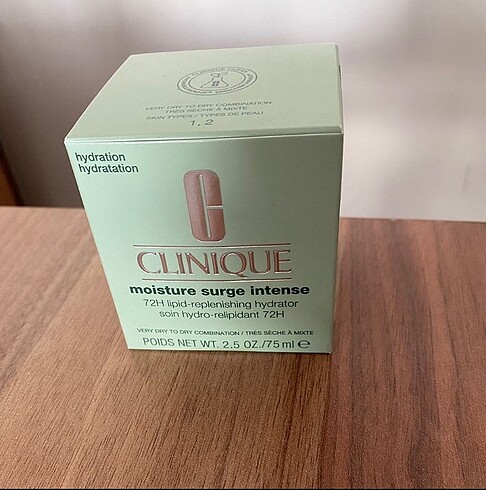 CLINIQUE
VERY DRY TO DRY COMBINATION
TRÈS SÈCHE À MIXTE
SKIN TYPES / TYPES DE PEAU
1, 2
hydration
hydratation
C
CLINIQUE
moisture surge intense
72H lipid-replenishing hydrator
soin hydro-relipidant 72H
VERY DRY TO DRY COMBINATION / TRÈS SÈCHE À MIXTE
POIDS NET WT. 2.5 OZ./75 ml ℮